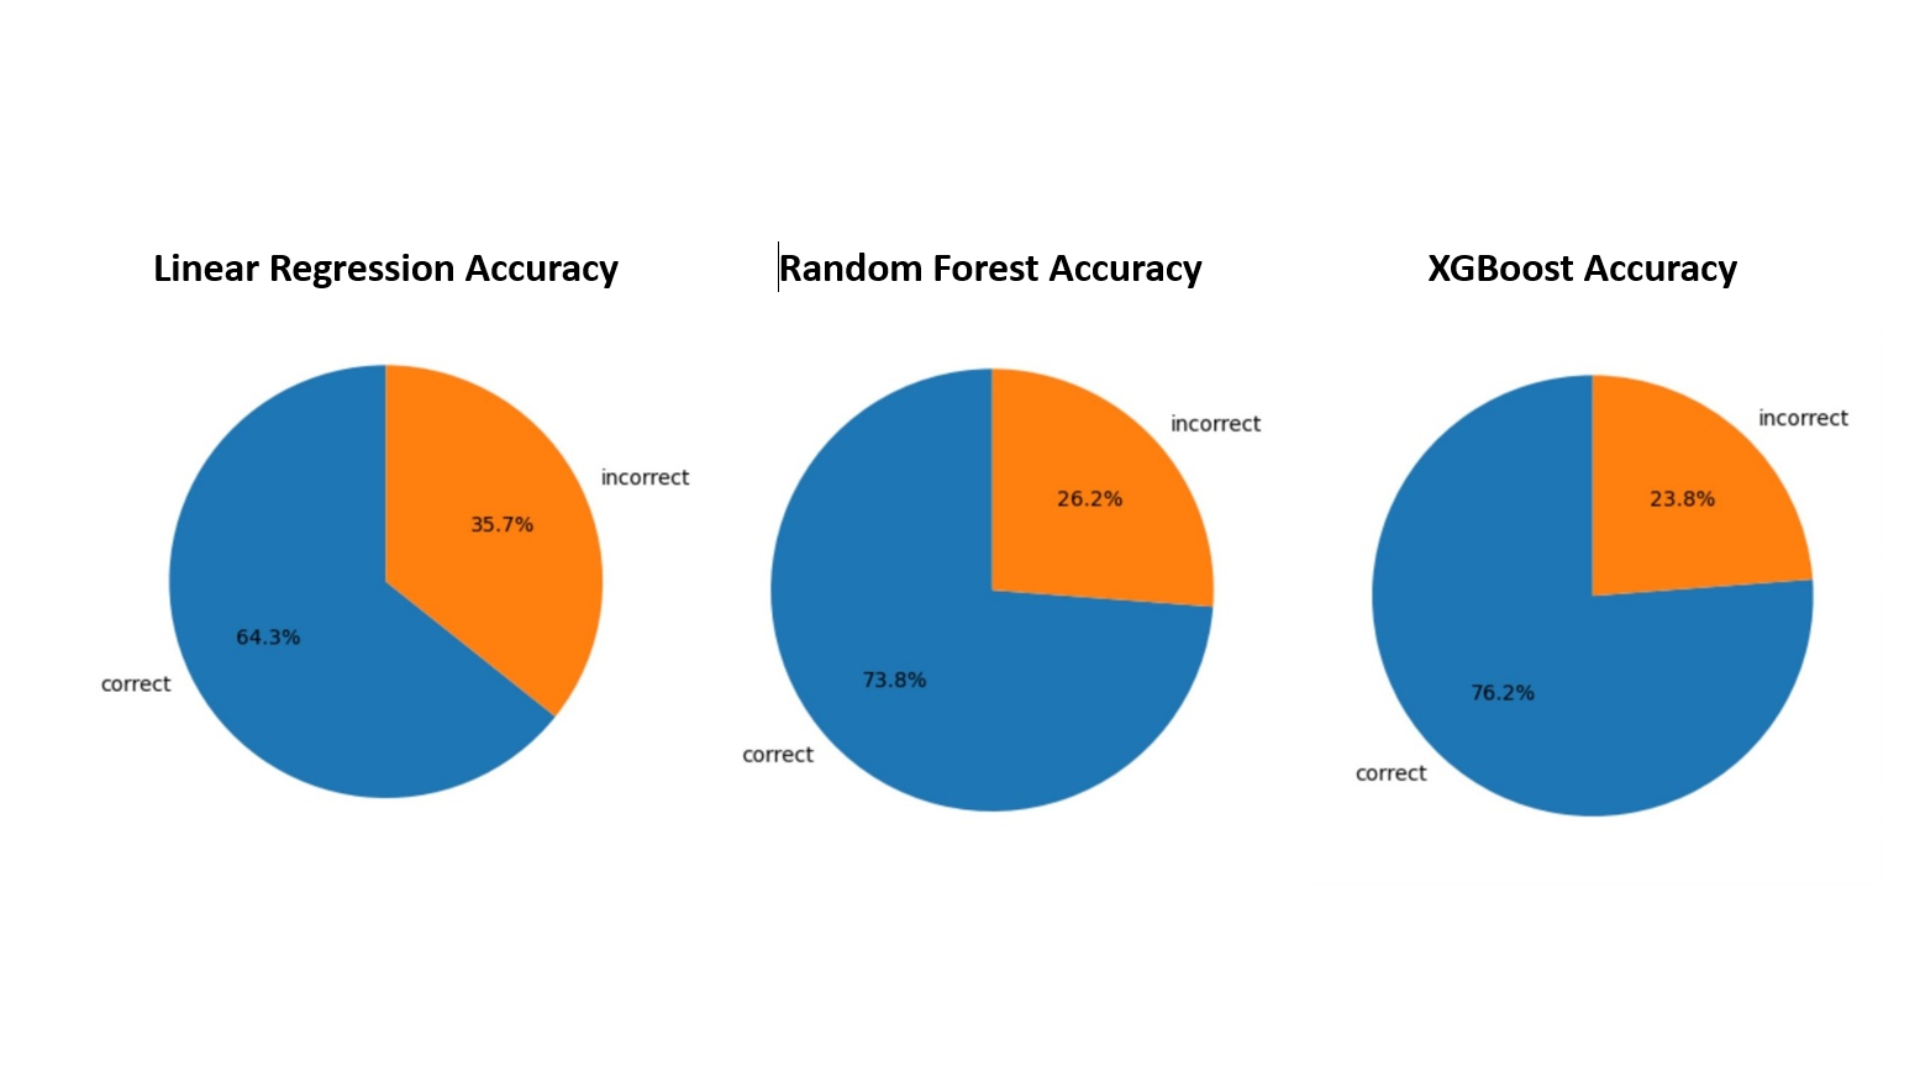 Linear Regression Accuracy
incorrect
35.7%
64.3%
correct
Random Forest Accuracy
incorrect
26.2%
73.8%
correct
XGBoost Accuracy
incorrect
23.8%
76.2%
correct